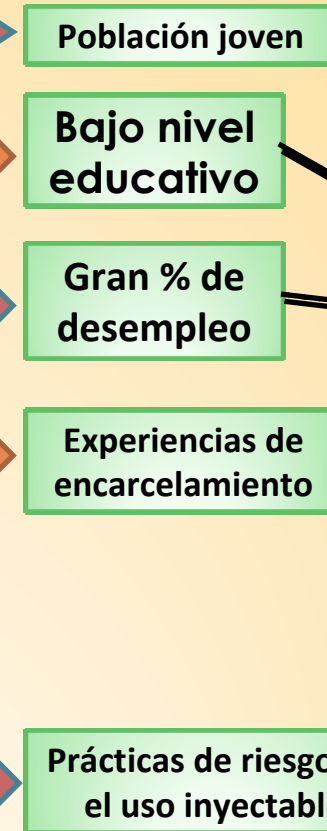 Población joven
Bajo nivel
educativo
Gran % de
desempleo
Experiencias de
encarcelamiento
Prácticas de riesgo
el uso inyectabl